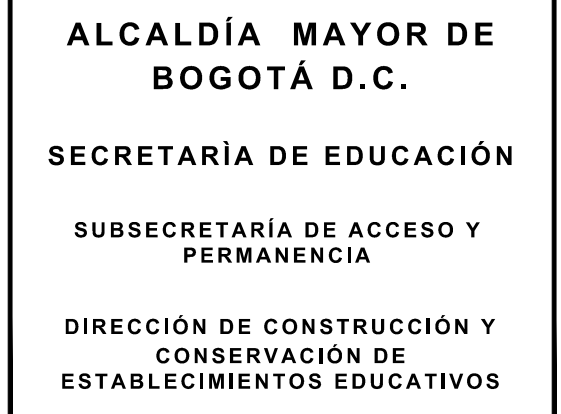 ALCALDÍA MAYOR DE
BOGOTÁ D.C.
SECRETARÌA DE EDUCACIÓN
SUBSECRETARÍA DE ACCESO Y
PERMANENCIA
DIRECCIÓN DE CONSTRUCCIÓN Y
CONSERVACIÓN DE
ESTABLECIMIENTOS EDUCATIVOS